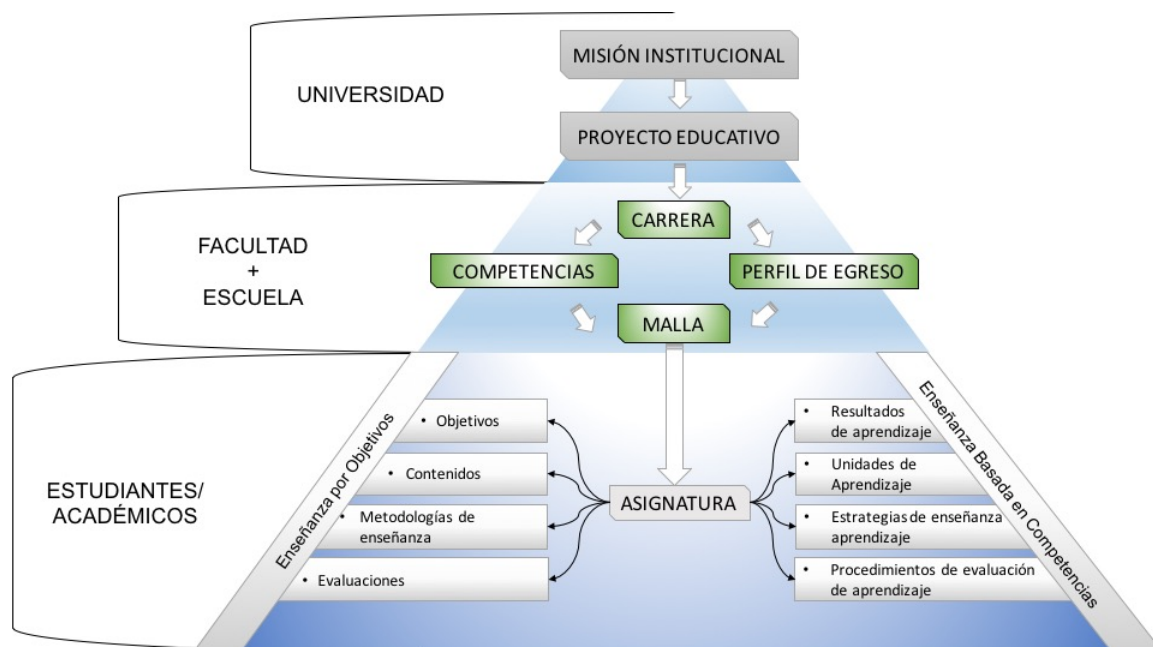 MISIÓN INSTITUCIONAL
UNIVERSIDAD
PROYECTO EDUCATIVO
CARRERA
FACULTAD
+
ESCUELA
COMPETENCIAS
PERFIL DE EGRESO
MALLA
ESTUDIANTES/
ACADÉMICOS
Enseñanza por Objetivos
• Objetivos
• Contenidos
• Metodologías de
enseñanza
• Evaluaciones
ASIGNATURA
• Resultados
de aprendizaje
• Unidades de
Aprendizaje
• Estrategias de enseñanza
aprendizaje
• Procedimientos de evaluación
de aprendizaje
Enseñanza Basada en Competencias